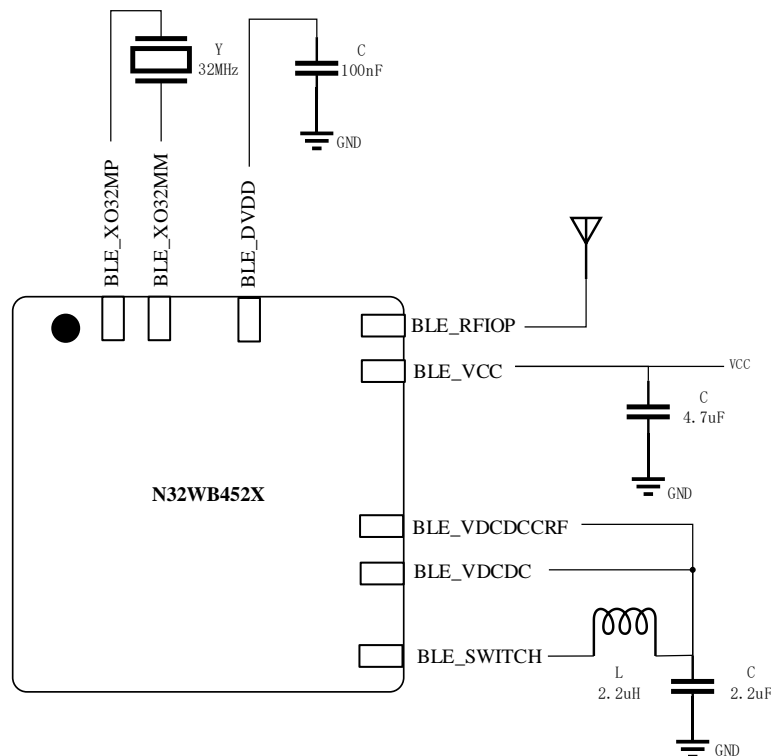 Y
32MHz
C
100nF
GND
BLE_XO32MP
BLE_XO32MM
BLE_DVDD
BLE_RFIOP
BLE_VCC
VCC
C
4.7uF
GND
N32WB452X
BLE_VDCDCCRF
BLE_VDCDC
BLE_SWITCH
L
2.2uH
C
2.2uF
GND